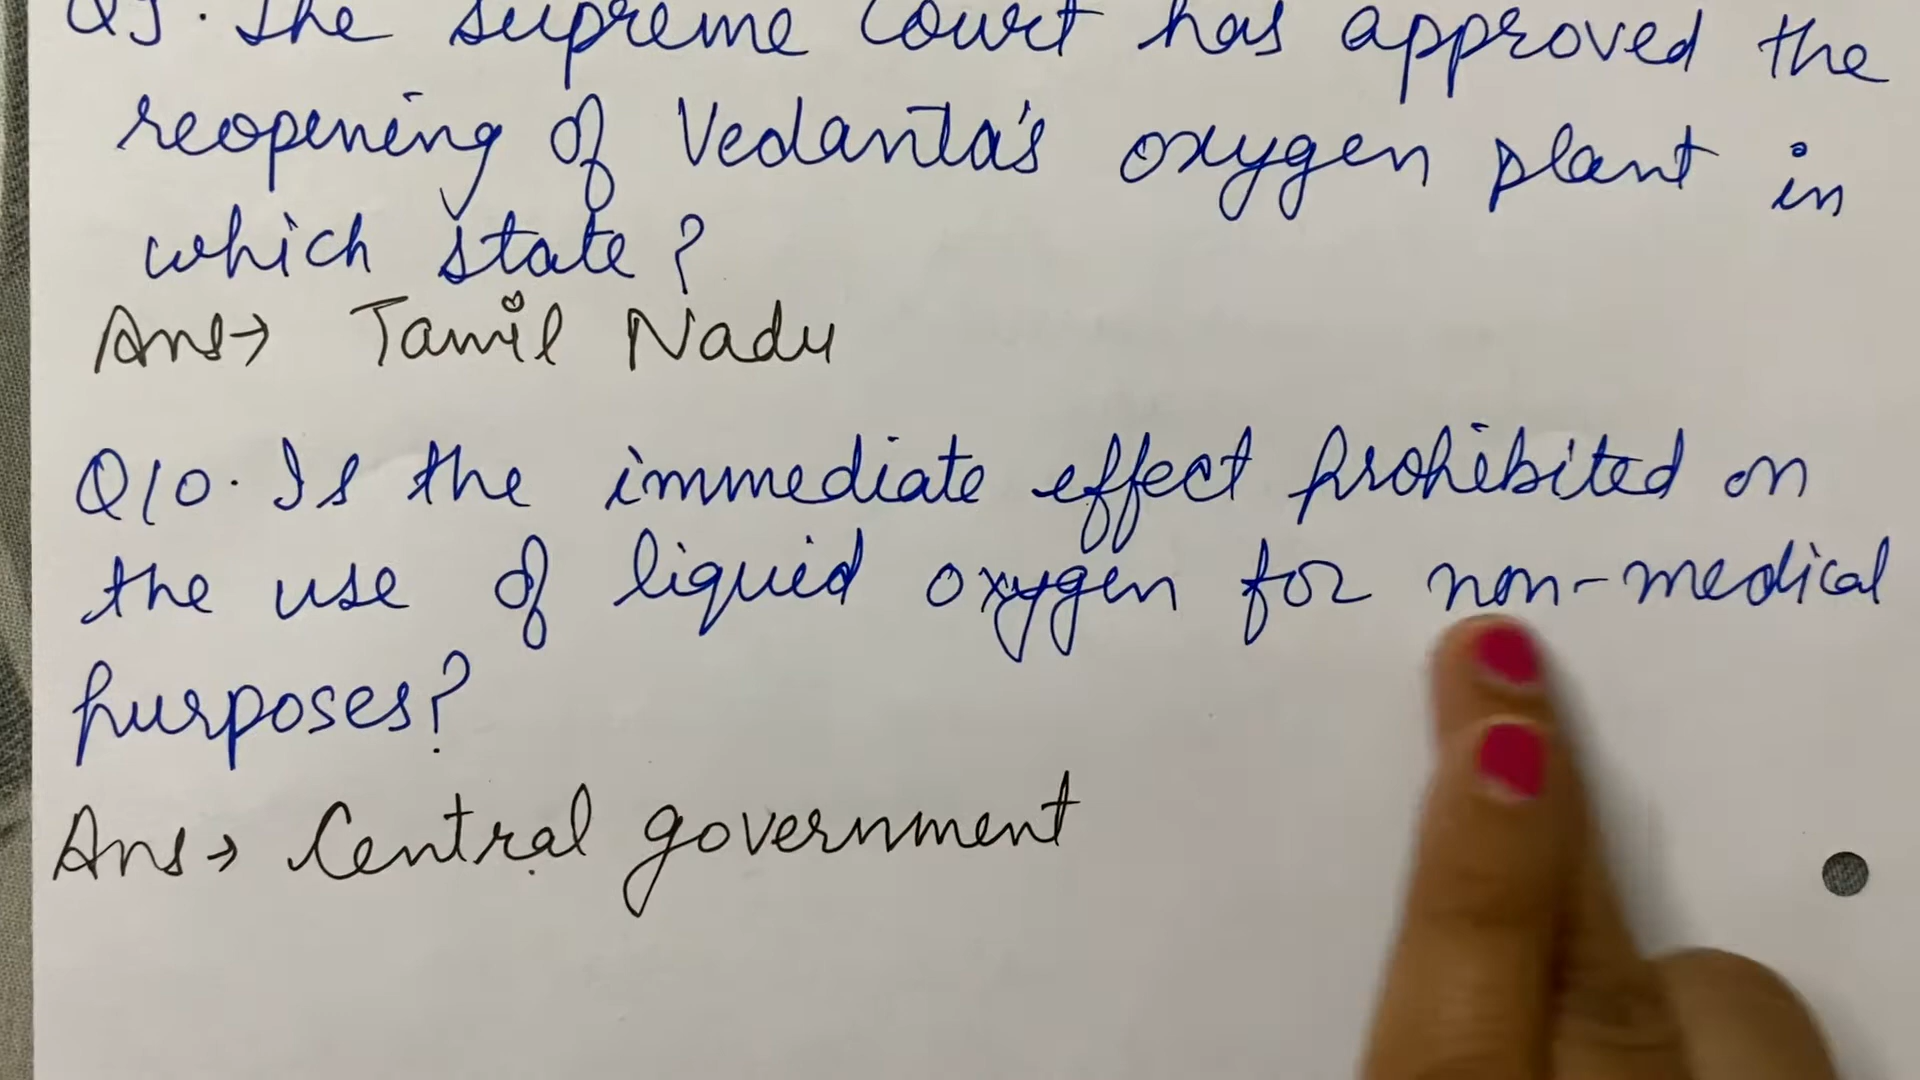 Q9. The Supreme Court has approved the
reopening of Vedanta's oxygen plant in
which state?
Ans→ Tamil Nadu
Q10. Is the immediate effect prohibited on
the use of liquid oxygen for non-medical
purposes?
Ans→ Central government